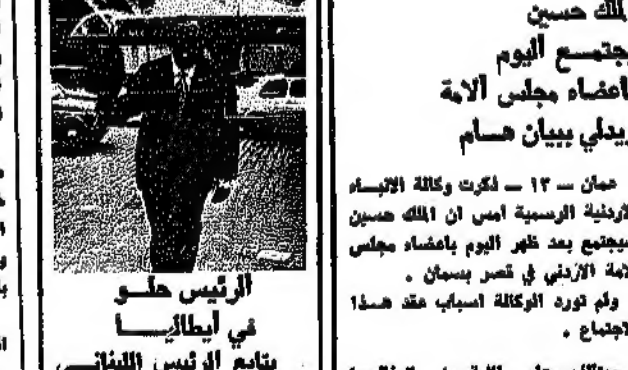 الملك حسين
يجتمع اليوم
باعضاء مجلس الامة
ويدلي ببيان هام
عمان — ١٣ — ذكرت وكالة الانباء
الاردنية الرسمية امس ان الملك حسين
سيجتمع بعد ظهر اليوم باعضاء مجلس
الامة الاردني في قصر بسمان .
ولم تورد الوكالة اسباب عقد هذا
الاجتماع .
الرئيس حلو
في ايطاليا
يتابع الرئيس اللبناني